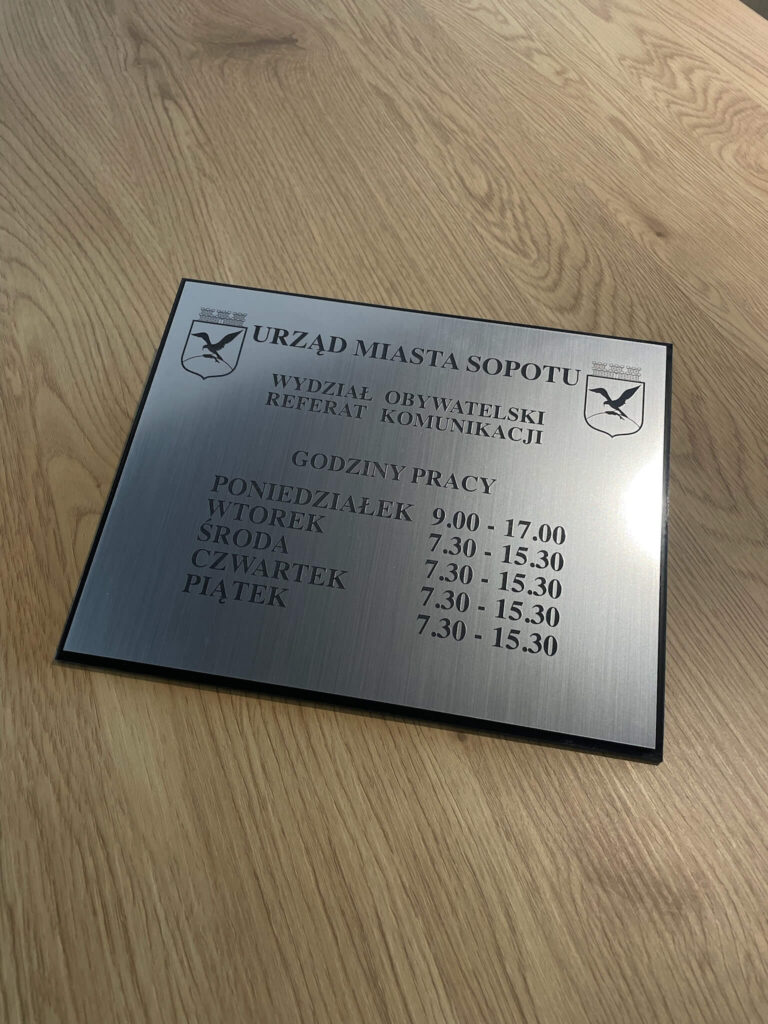 URZĄD MIASTA SOPOTU
WYDZIAŁ OBYWATELSKI
REFERAT KOMUNIKACJI
GODZINY PRACY
PONIEDZIAŁEK 9.00 - 17.00
WTOREK 7.30 - 15.30
ŚRODA 7.30 - 15.30
CZWARTEK 7.30 - 15.30
PIĄTEK 7.30 - 15.30